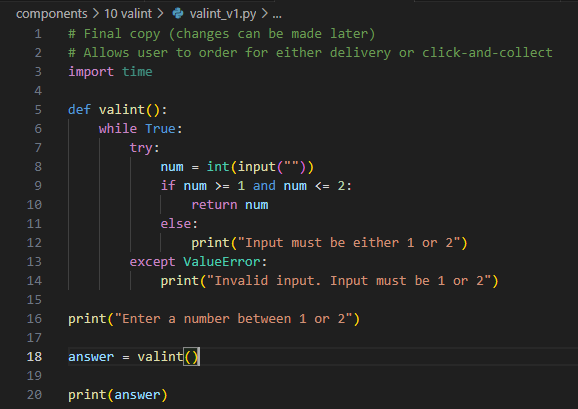 components > 10 valint > valint_v1.py > ...
1 # Final copy (changes can be made later)
2 # Allows user to order for either delivery or click-and-collect
3 import time
4
5 def valint():
6     while True:
7         try:
8             num = int(input(""))
9             if num >= 1 and num <= 2:
10                 return num
11             else:
12                 print("Input must be either 1 or 2")
13         except ValueError:
14             print("Invalid input. Input must be 1 or 2")
15
16 print("Enter a number between 1 or 2")
17
18 answer = valint()
19
20 print(answer)